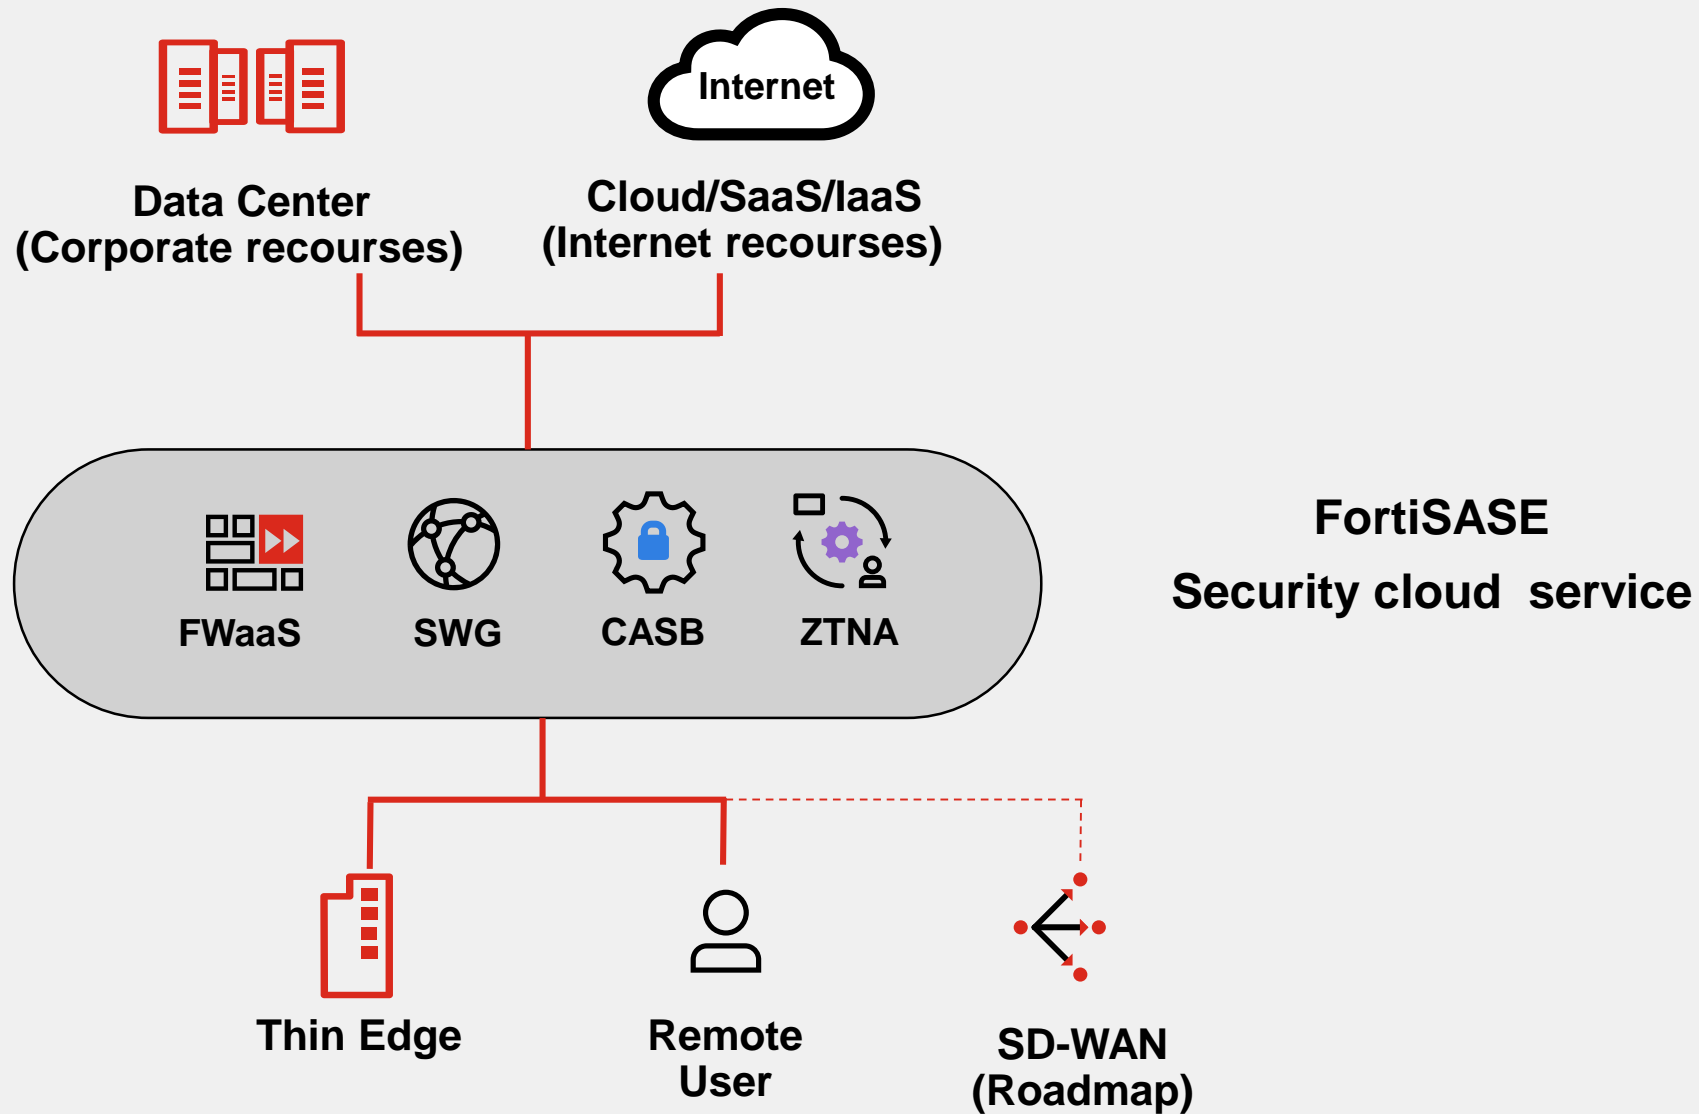 Internet
Data Center
(Corporate recourses)
Cloud/SaaS/IaaS
(Internet recourses)
FWaaS
SWG
CASB
ZTNA
FortiSASE
Security cloud  service
Thin Edge
Remote
User
SD-WAN
(Roadmap)